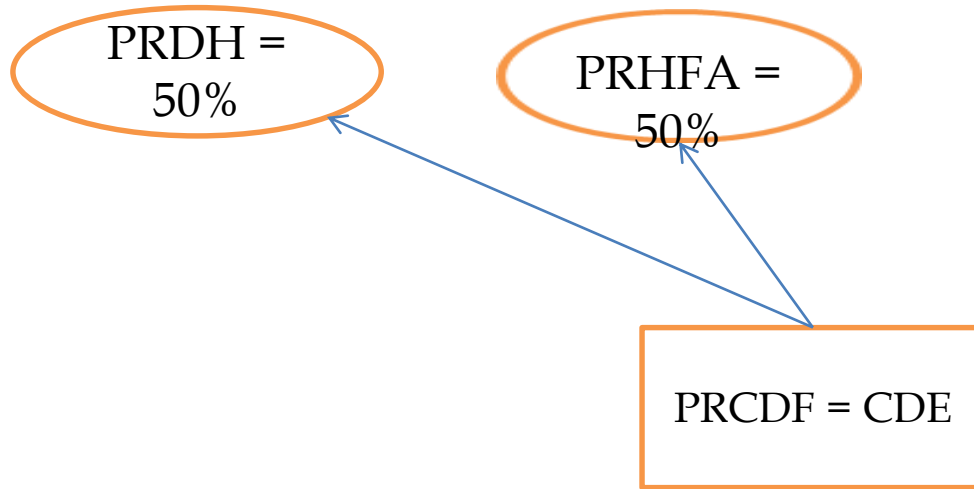 PRDH =
50%
PRHFA =
50%
PRCDF = CDE